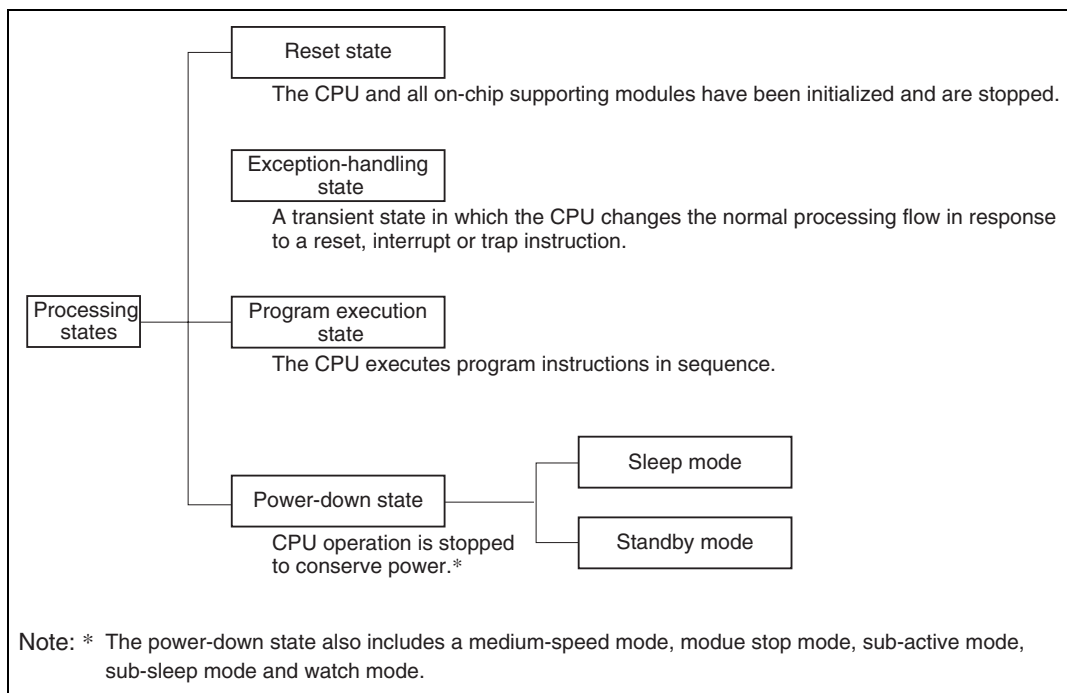 Reset state
The CPU and all on-chip supporting modules have been initialized and are stopped.
Exception-handling
state
A transient state in which the CPU changes the normal processing flow in response
to a reset, interrupt or trap instruction.
Processing
states
Program execution
state
The CPU executes program instructions in sequence.
Sleep mode
Power-down state
CPU operation is stopped
to conserve power.*
Standby mode
Note: * The power-down state also includes a medium-speed mode, modue stop mode, sub-active mode,
sub-sleep mode and watch mode.